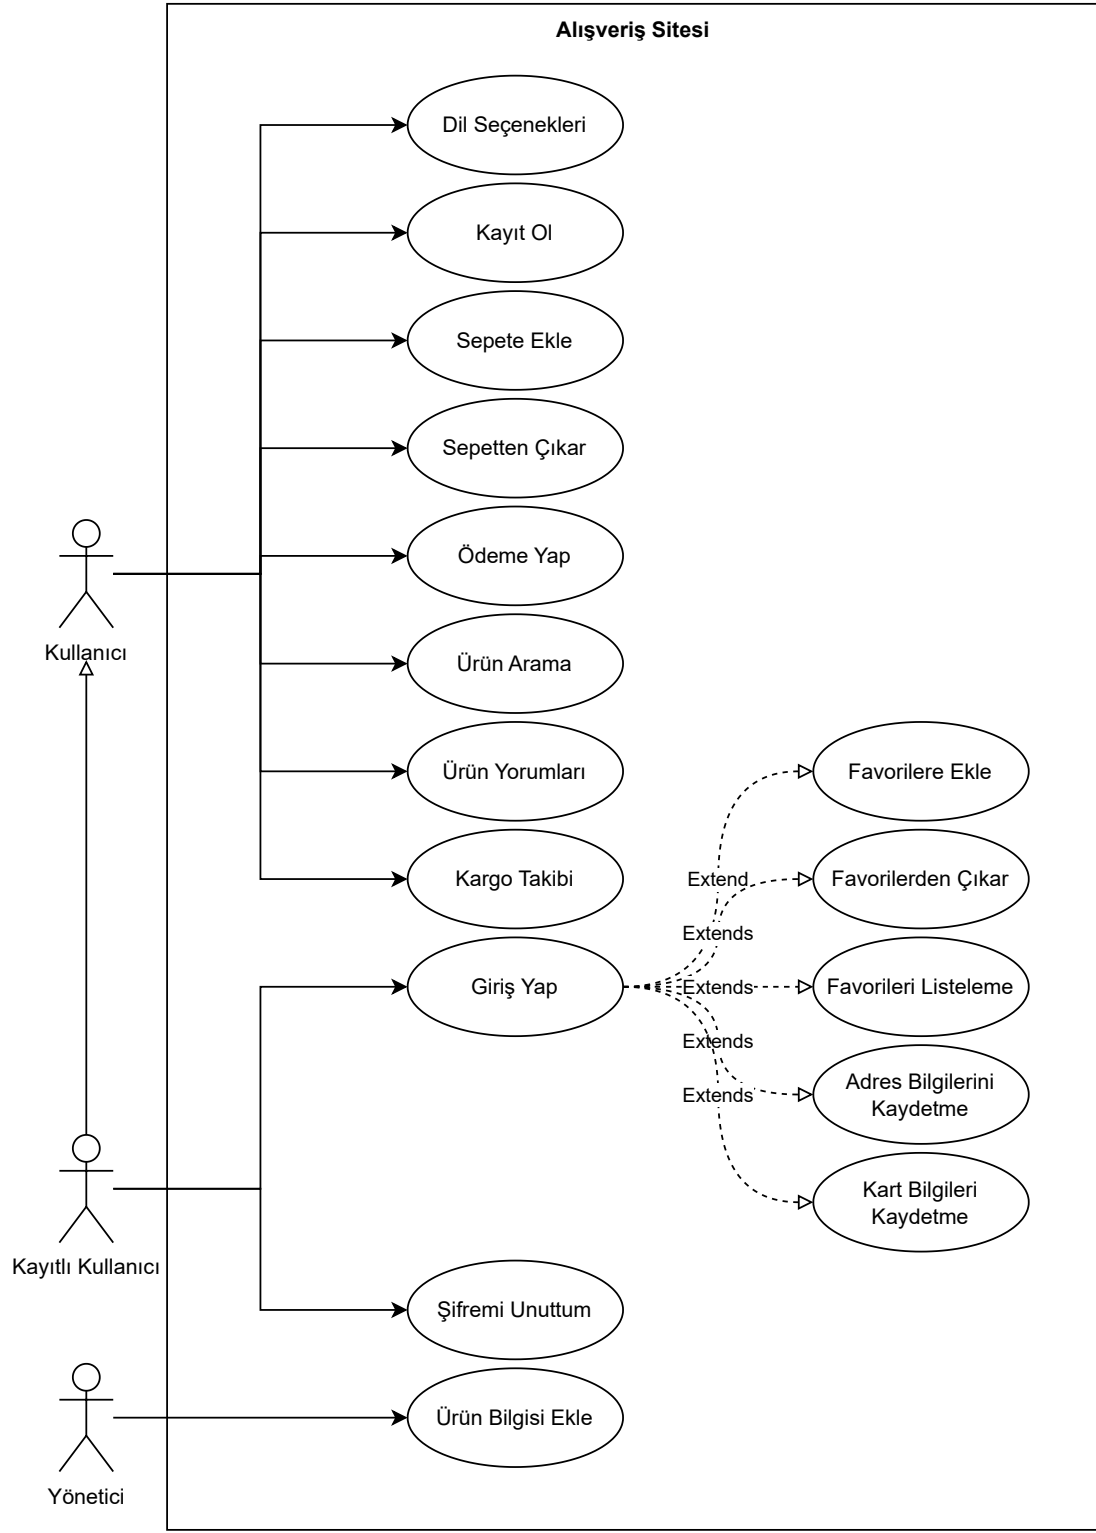 Alışveriş Sitesi
Dil Seçenekleri
Kayıt Ol
Sepete Ekle
Sepetten Çıkar
Ödeme Yap
Kullanıcı
Ürün Arama
Ürün Yorumları
Favorilere Ekle
Kargo Takibi
Extend
Favorilerden Çıkar
Extends
Giriş Yap
Extends
Favorileri Listeleme
Extends
Adres Bilgilerini
Kaydetme
Extends
Kart Bilgileri
Kaydetme
Kayıtlı Kullanıcı
Şifremi Unuttum
Ürün Bilgisi Ekle
Yönetici